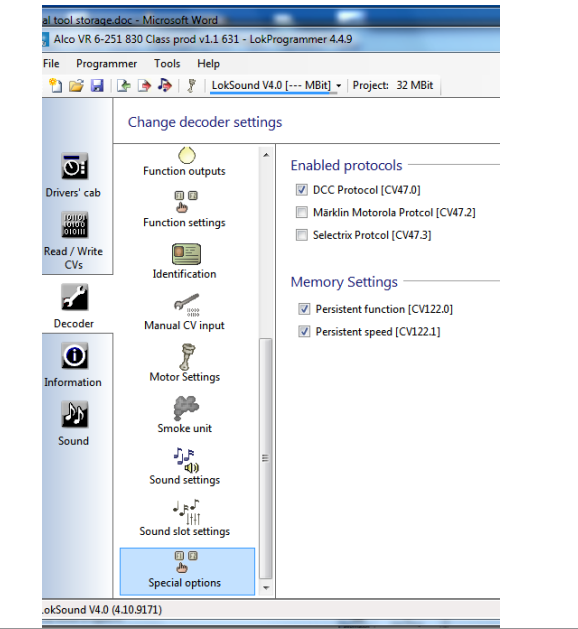 al tool storage.doc - Microsoft Word
Alco VR 6-251 830 Class prod v1.1 631 - LokProgrammer 4.4.9
File Programmer Tools Help
LokSound V4.0 [--- MBit] Project: 32 MBit
Change decoder settings
Drivers' cab
Read / Write
CVs
Decoder
Information
Sound
Function outputs
Function settings
Identification
Manual CV input
Motor Settings
Smoke unit
Sound settings
Sound slot settings
Special options
Enabled protocols
DCC Protocol [CV47.0]
Märklin Motorola Protcol [CV47.2]
Selectrix Protcol [CV47.3]
Memory Settings
Persistent function [CV122.0]
Persistent speed [CV122.1]
.okSound V4.0 (4.10.9171)